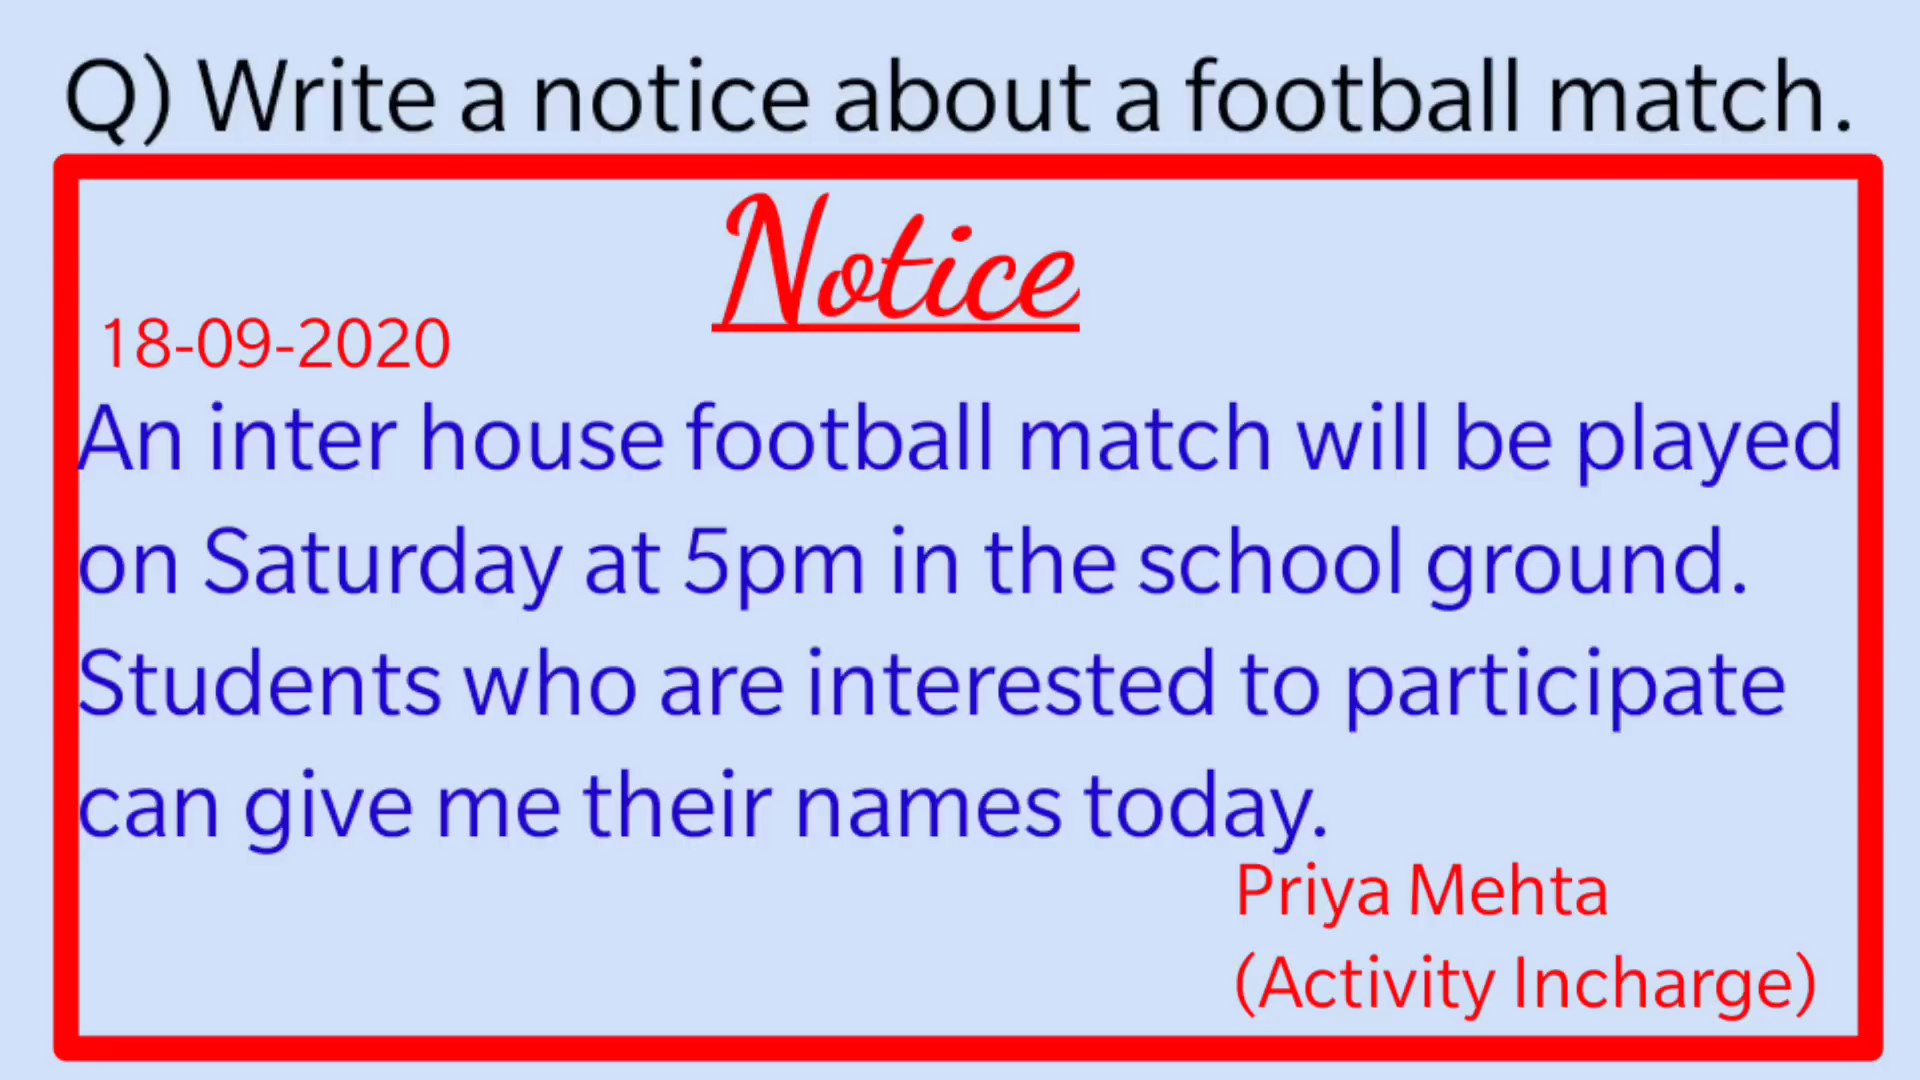 Q) Write a notice about a football match.
Notice
18-09-2020
An inter house football match will be played
on Saturday at 5pm in the school ground.
Students who are interested to participate
can give me their names today.
Priya Mehta
(Activity Incharge)